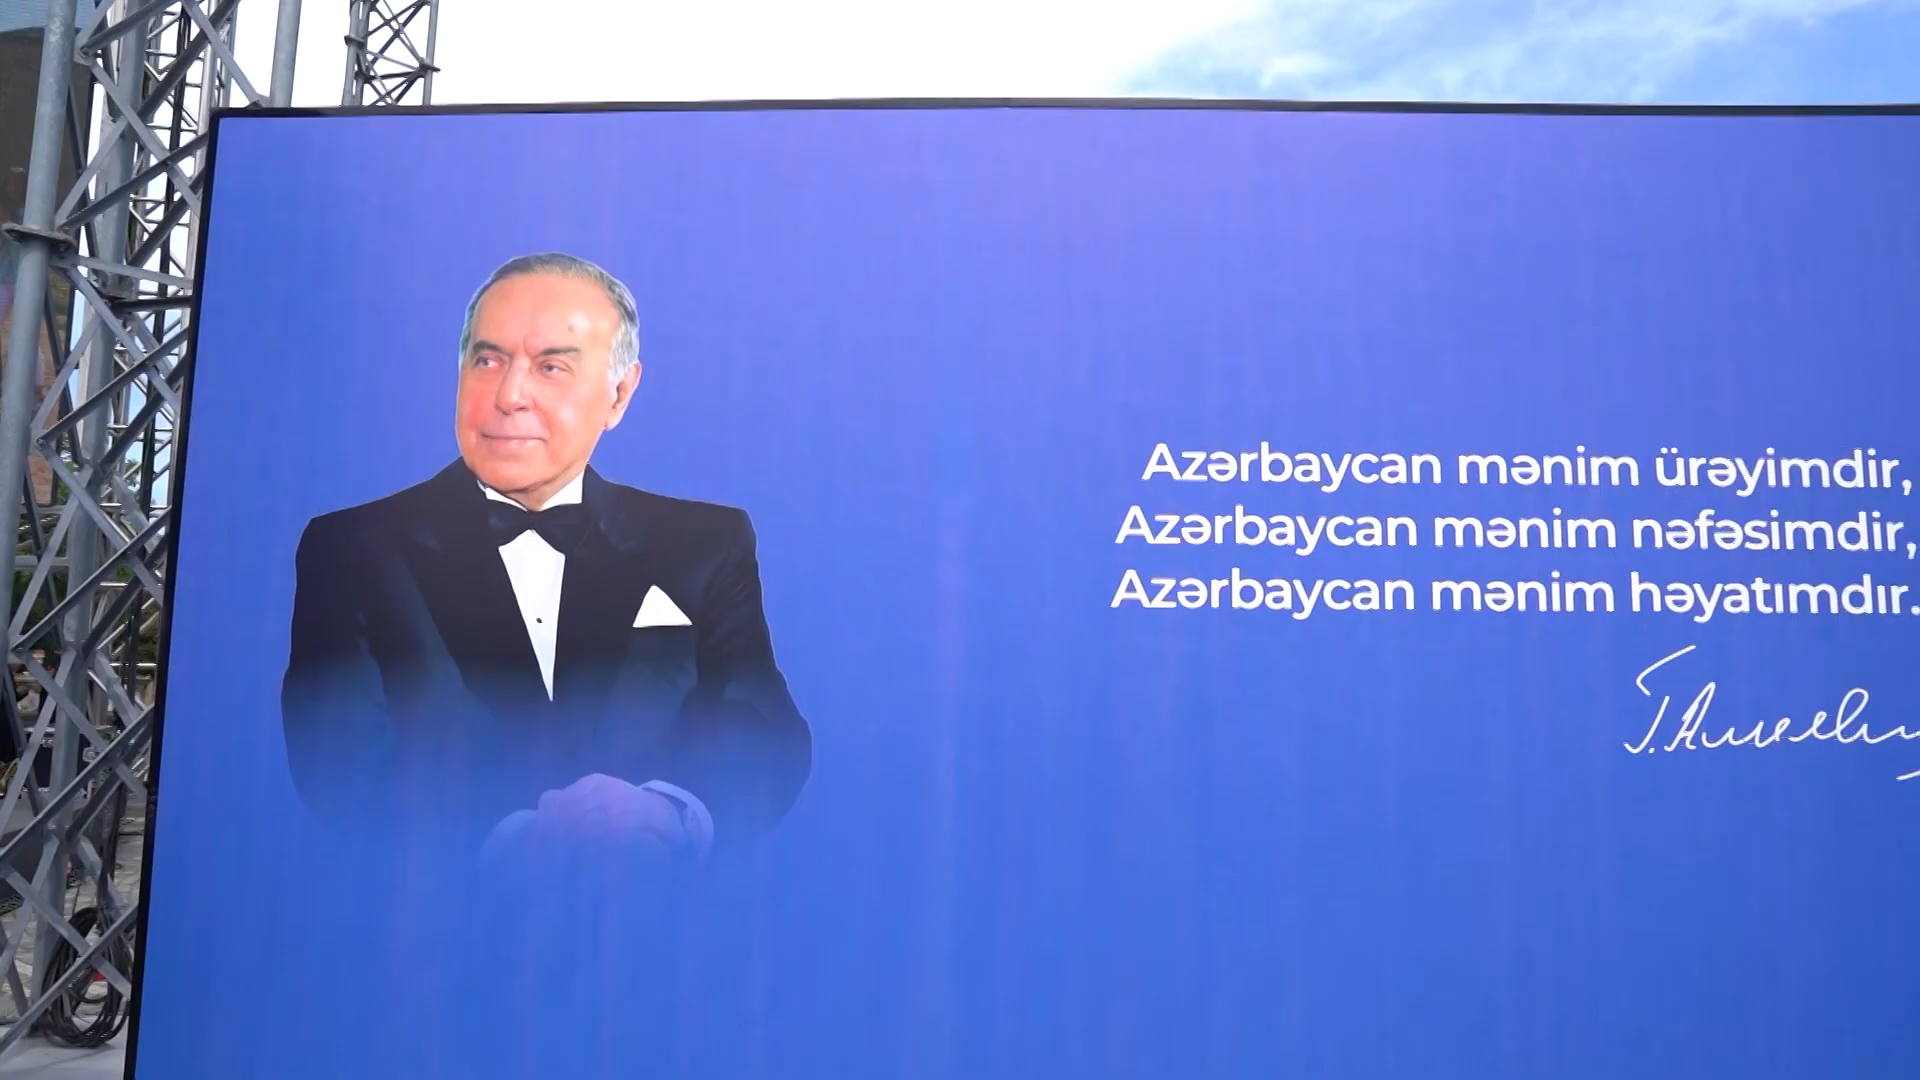 Azərbaycan mənim ürəyimdir,
Azərbaycan mənim nəfəsimdir,
Azərbaycan mənim həyatımdır.